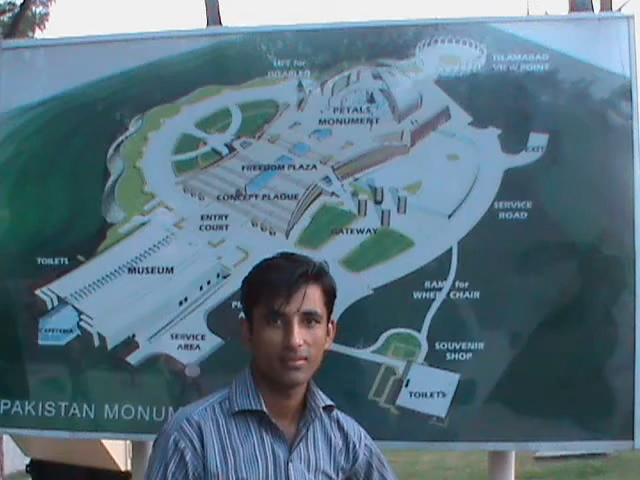 LIFT for
DISABLED
ISLAMABAD
VIEW POINT
PETALS
MONUMENT
EXIT
FREEDOM PLAZA
CONCEPT PLAQUE
SERVICE
ROAD
ENTRY
COURT
GATEWAY
TOILETS
MUSEUM
RAMP for
WHEEL CHAIR
CAFETERIA
SERVICE
AREA
SOUVENIR
SHOP
TOILETS
PAKISTAN MONUM